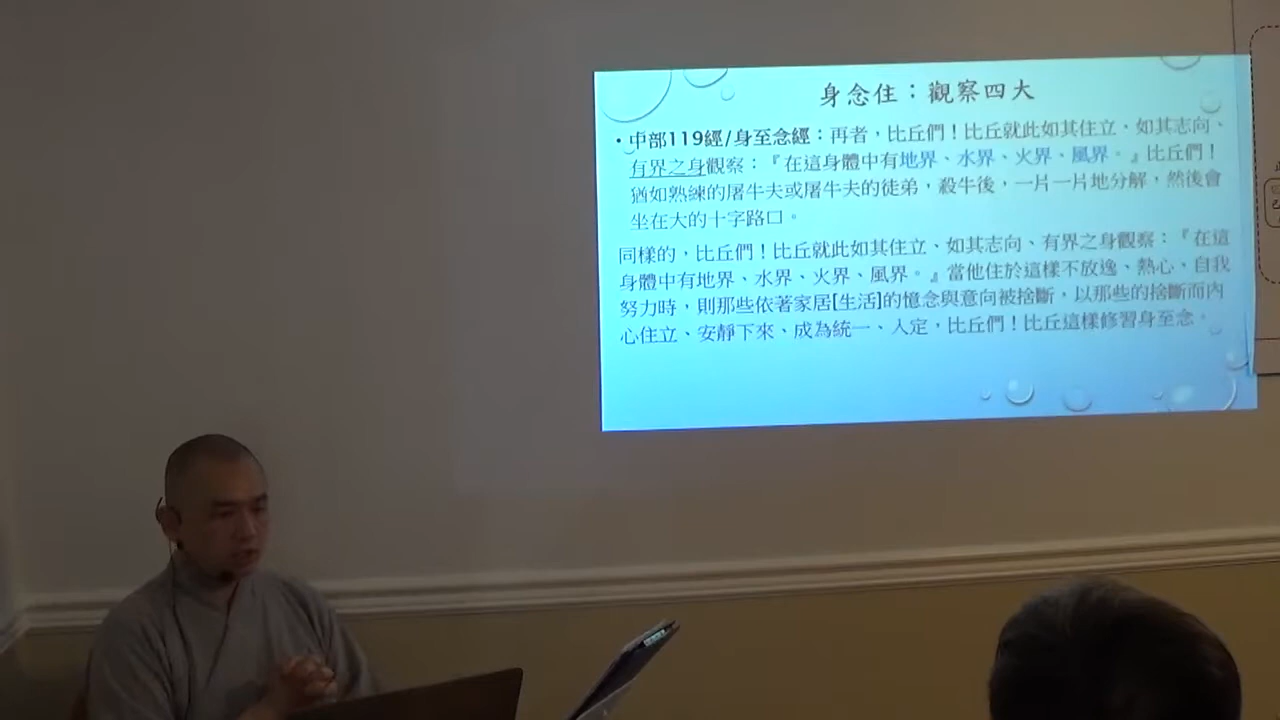 身念住：觀察四大
•中部119經/身至念經：再者，比丘們！比丘就此如其住立、如其志向、
有界之身觀察：『在這身體中有地界、水界、火界、風界。』比丘們！
猶如熟練的屠牛夫或屠牛夫的徒弟，殺牛後，一片一片地分解，然後會
坐在大的十字路口。
同樣的，比丘們！比丘就此如其住立、如其志向、有界之身觀察：『在這
身體中有地界、水界、火界、風界。』當他住於這樣不放逸、熱心、自我
努力時，則那些依著家居[生活]的憶念與意向被捨斷，以那些的捨斷而內
心住立、安靜下來、成為統一、入定，比丘們！比丘這樣修習身至念。